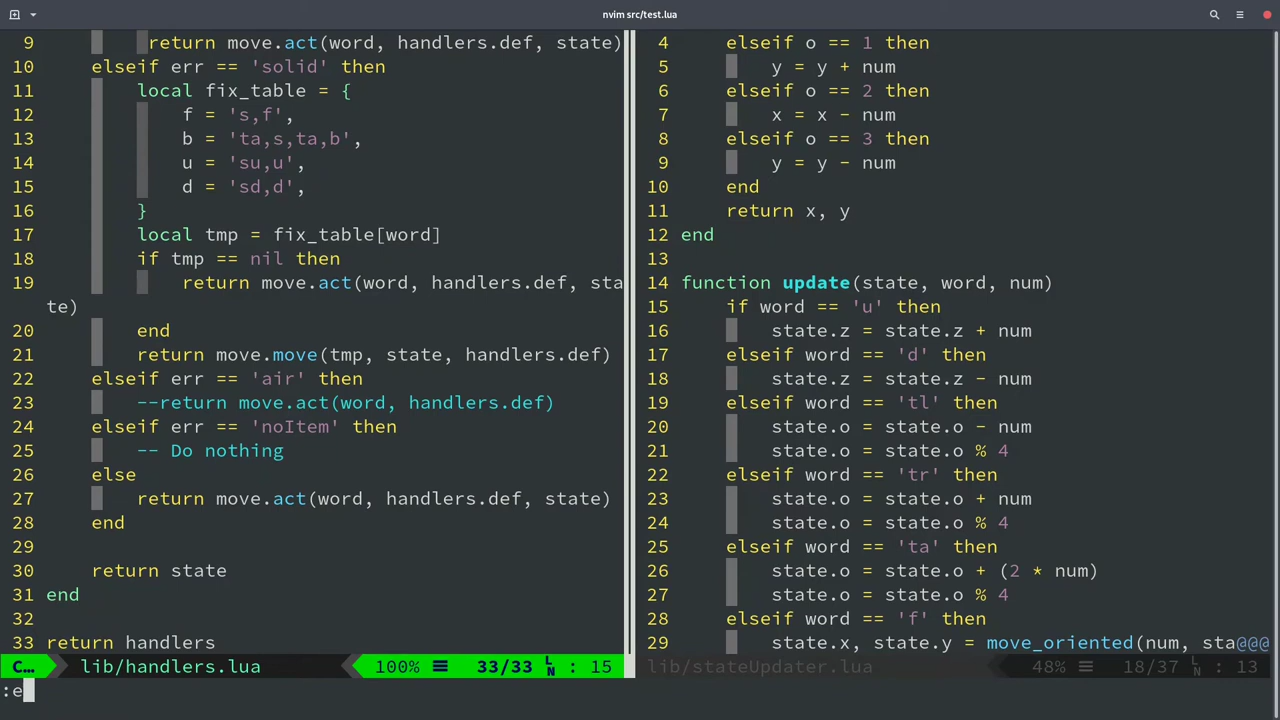 nvim src/test.lua
9 return move.act(word, handlers.def, state)
10 elseif err == 'solid' then
11 local fix_table = {
12 f = 's,f',
13 b = 'ta,s,ta,b',
14 u = 'su,u',
15 d = 'sd,d',
16 }
17 local tmp = fix_table[word]
18 if tmp == nil then
19 return move.act(word, handlers.def, sta
te)
20 end
21 return move.move(tmp, state, handlers.def)
22 elseif err == 'air' then
23 --return move.act(word, handlers.def)
24 elseif err == 'noItem' then
25 -- Do nothing
26 else
27 return move.act(word, handlers.def, state)
28 end
29
30 return state
31 end
32
33 return handlers
C... lib/handlers.lua 100% ☰ 33/33 LN : 15
4 elseif o == 1 then
5 y = y + num
6 elseif o == 2 then
7 x = x - num
8 elseif o == 3 then
9 y = y - num
10 end
11 return x, y
12 end
13
14 function update(state, word, num)
15 if word == 'u' then
16 state.z = state.z + num
17 elseif word == 'd' then
18 state.z = state.z - num
19 elseif word == 'tl' then
20 state.o = state.o - num
21 state.o = state.o % 4
22 elseif word == 'tr' then
23 state.o = state.o + num
24 state.o = state.o % 4
25 elseif word == 'ta' then
26 state.o = state.o + (2 * num)
27 state.o = state.o % 4
28 elseif word == 'f' then
29 state.x, state.y = move_oriented(num, sta@@@
lib/stateUpdater.lua 48% ☰ 18/37 LN : 13
:e